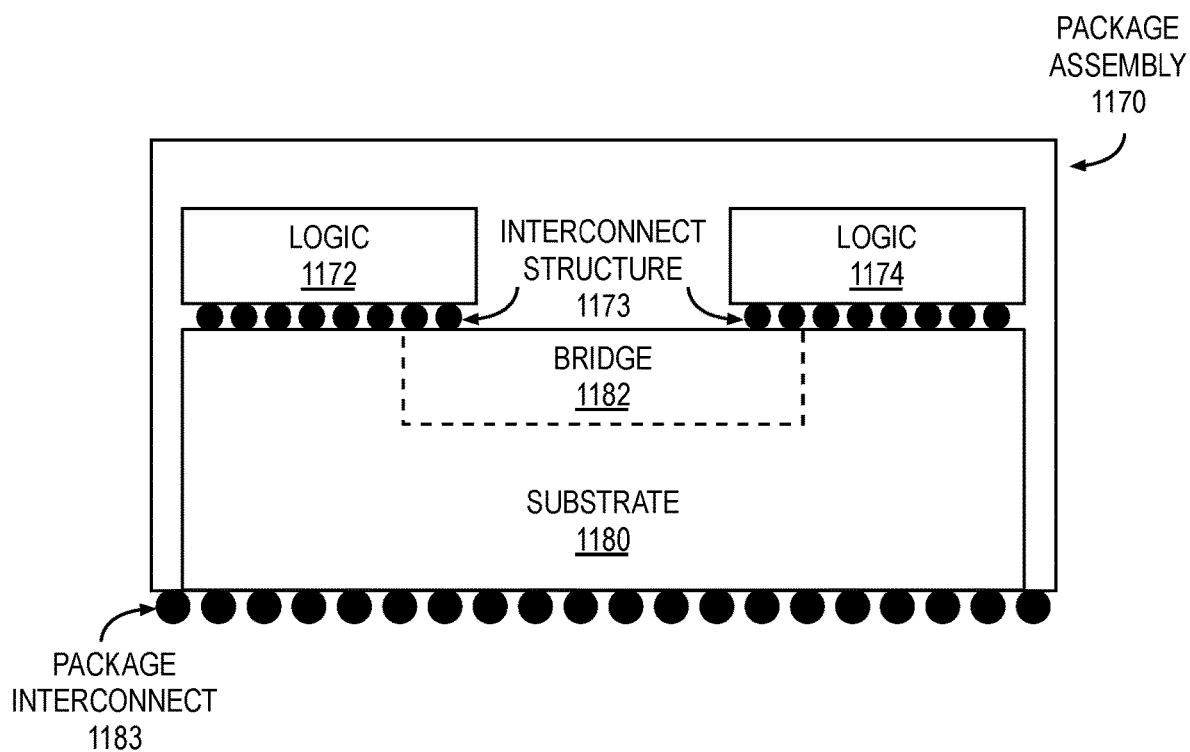 PACKAGE
ASSEMBLY
1170
LOGIC
1172
INTERCONNECT
STRUCTURE
1173
LOGIC
1174
BRIDGE
1182
SUBSTRATE
1180
PACKAGE
INTERCONNECT
1183